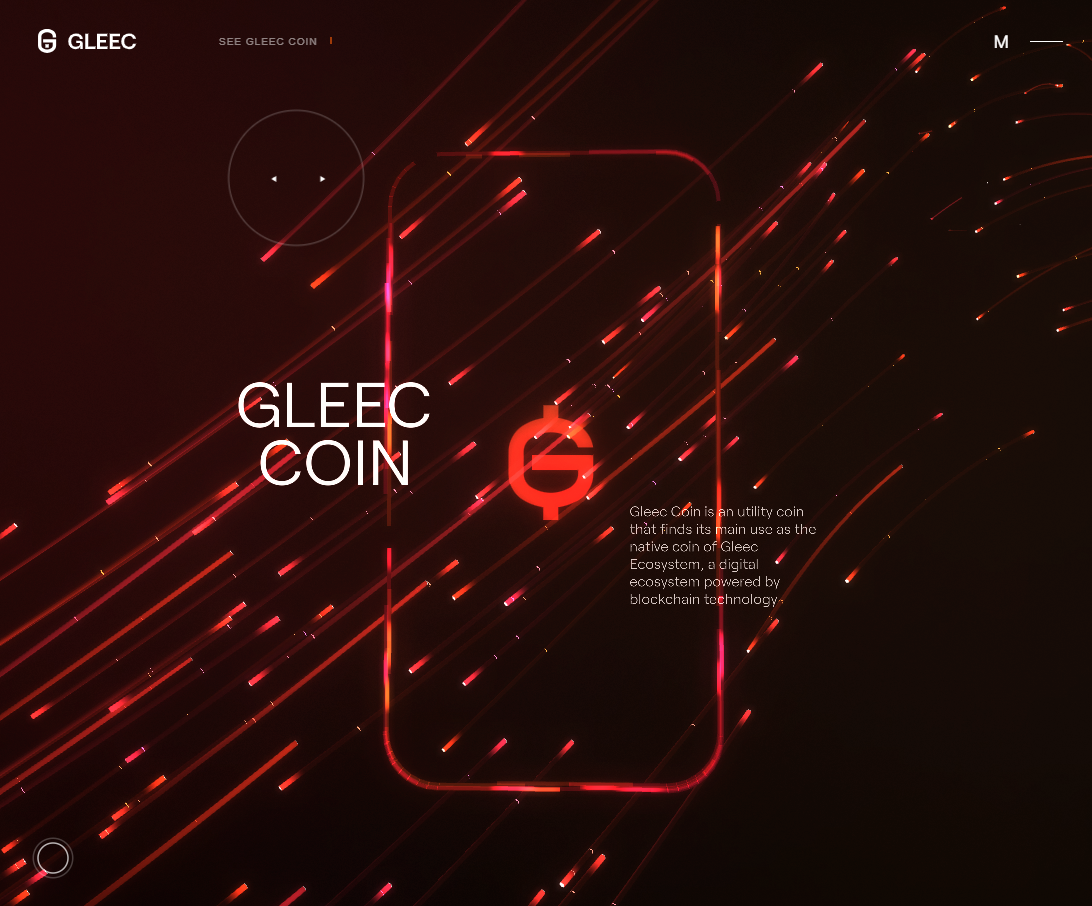 GLEEC
SEE GLEEC COIN
M
GLEEC
COIN
Gleec Coin is an utility coin
that finds its main use as the
native coin of Gleec
Ecosystem, a digital
ecosystem powered by
blockchain technology.